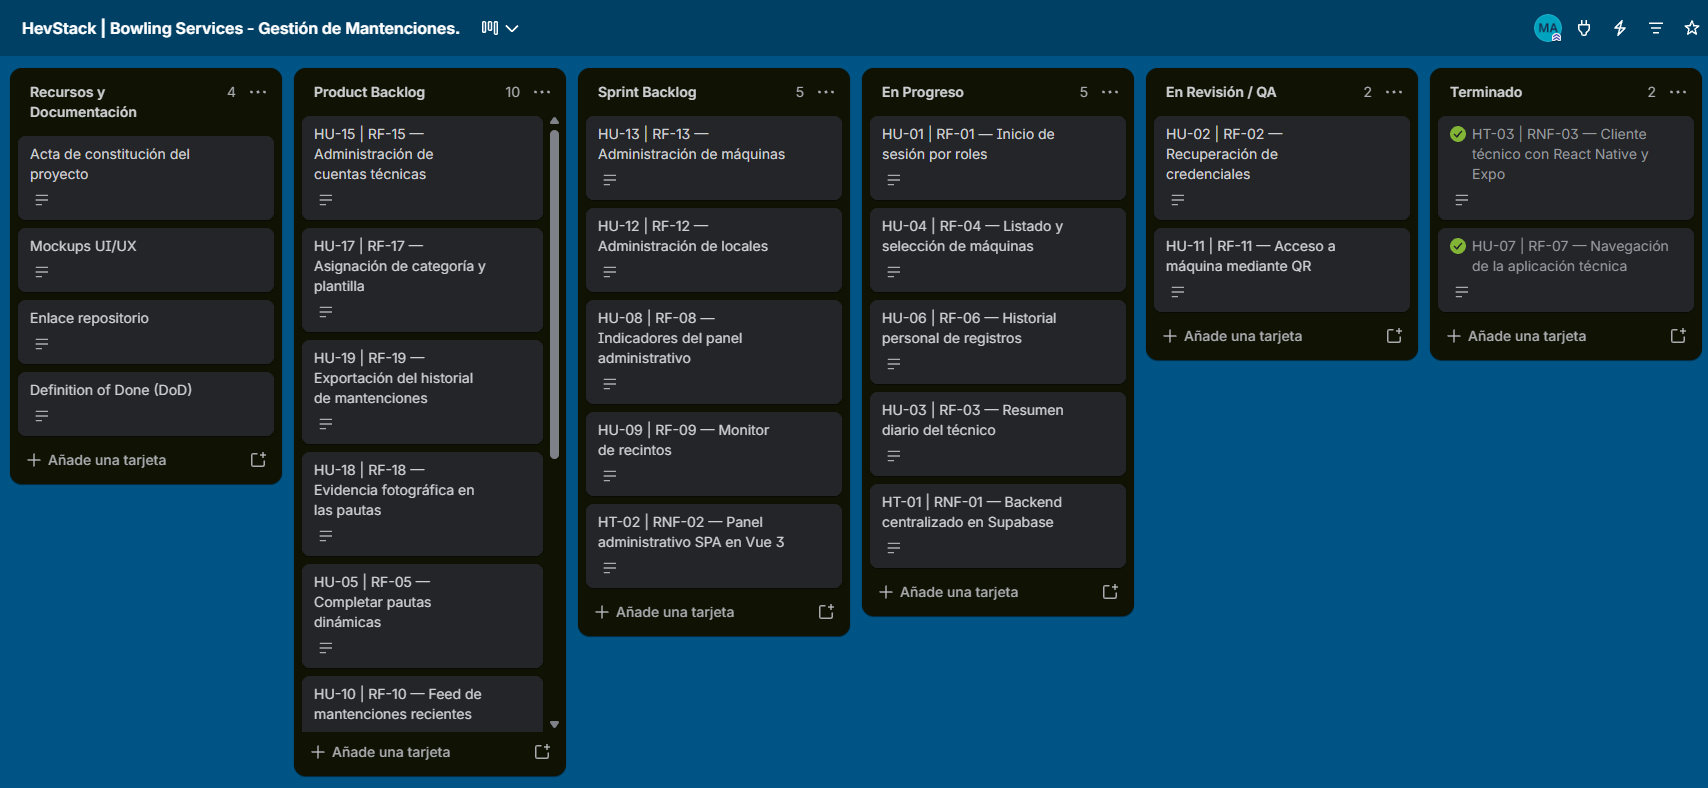 HevStack | Bowling Services - Gestión de Mantenciones.
MA
Recursos y
Documentación
4
Acta de constitución del
proyecto
Mockups UI/UX
Enlace repositorio
Definition of Done (DoD)
Añade una tarjeta
Product Backlog
10
HU-15 | RF-15 —
Administración de
cuentas técnicas
HU-17 | RF-17 —
Asignación de categoría y
plantilla
HU-19 | RF-19 —
Exportación del historial
de mantenciones
HU-18 | RF-18 —
Evidencia fotográfica en
las pautas
HU-05 | RF-05 —
Completar pautas
dinámicas
HU-10 | RF-10 — Feed de
mantenciones recientes
Añade una tarjeta
Sprint Backlog
5
HU-13 | RF-13 —
Administración de máquinas
HU-12 | RF-12 —
Administración de locales
HU-08 | RF-08 —
Indicadores del panel
administrativo
HU-09 | RF-09 — Monitor
de recintos
HT-02 | RNF-02 — Panel
administrativo SPA en Vue 3
Añade una tarjeta
En Progreso
5
HU-01 | RF-01 — Inicio de
sesión por roles
HU-04 | RF-04 — Listado y
selección de máquinas
HU-06 | RF-06 — Historial
personal de registros
HU-03 | RF-03 — Resumen
diario del técnico
HT-01 | RNF-01 — Backend
centralizado en Supabase
Añade una tarjeta
En Revisión / QA
2
HU-02 | RF-02 —
Recuperación de
credenciales
HU-11 | RF-11 — Acceso a
máquina mediante QR
Añade una tarjeta
Terminado
2
HT-03 | RNF-03 — Cliente
técnico con React Native y
Expo
HU-07 | RF-07 — Navegación
de la aplicación técnica
Añade una tarjeta